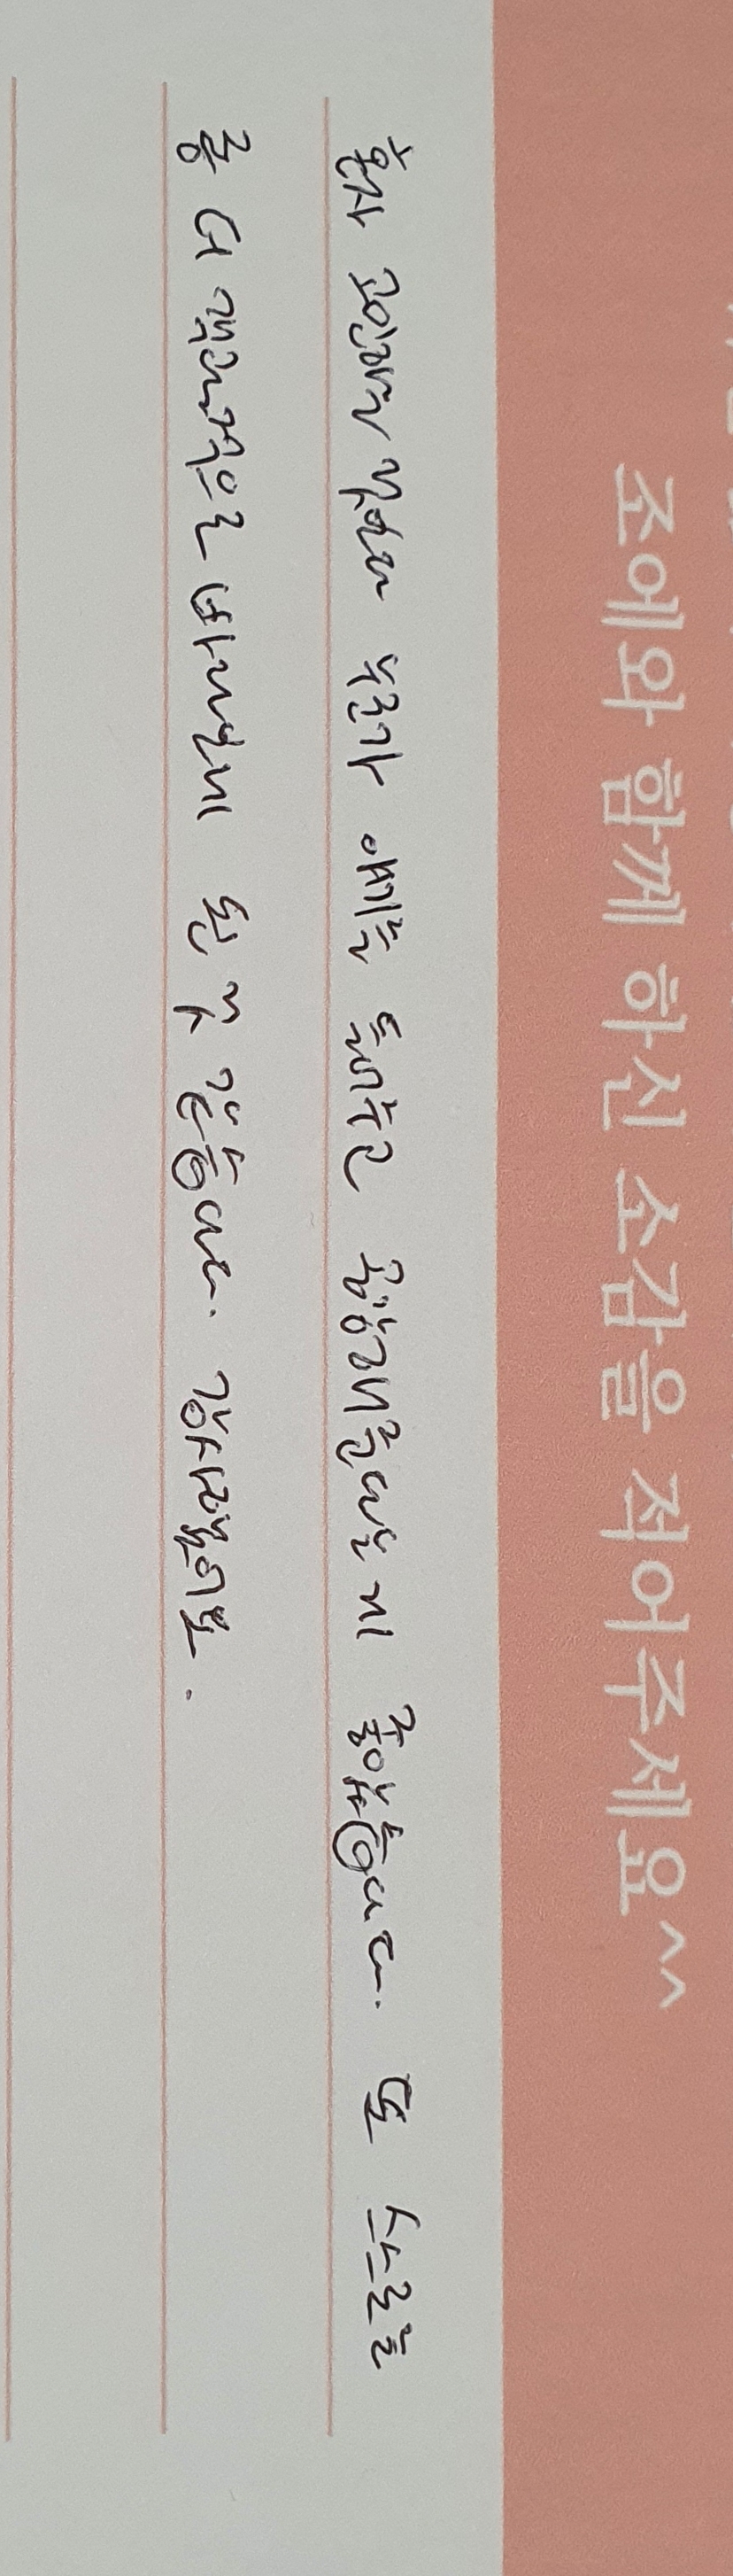 조에와 함께 하신 소감을 적어주세요^^
혼자 고민하는 것보다 누군가 얘기를 들어주고 공감해준다는 게 좋았습니다. 또 스스로를
좀 더 객관적으로 바라보게 된 것 같습니다. 감사했어요.